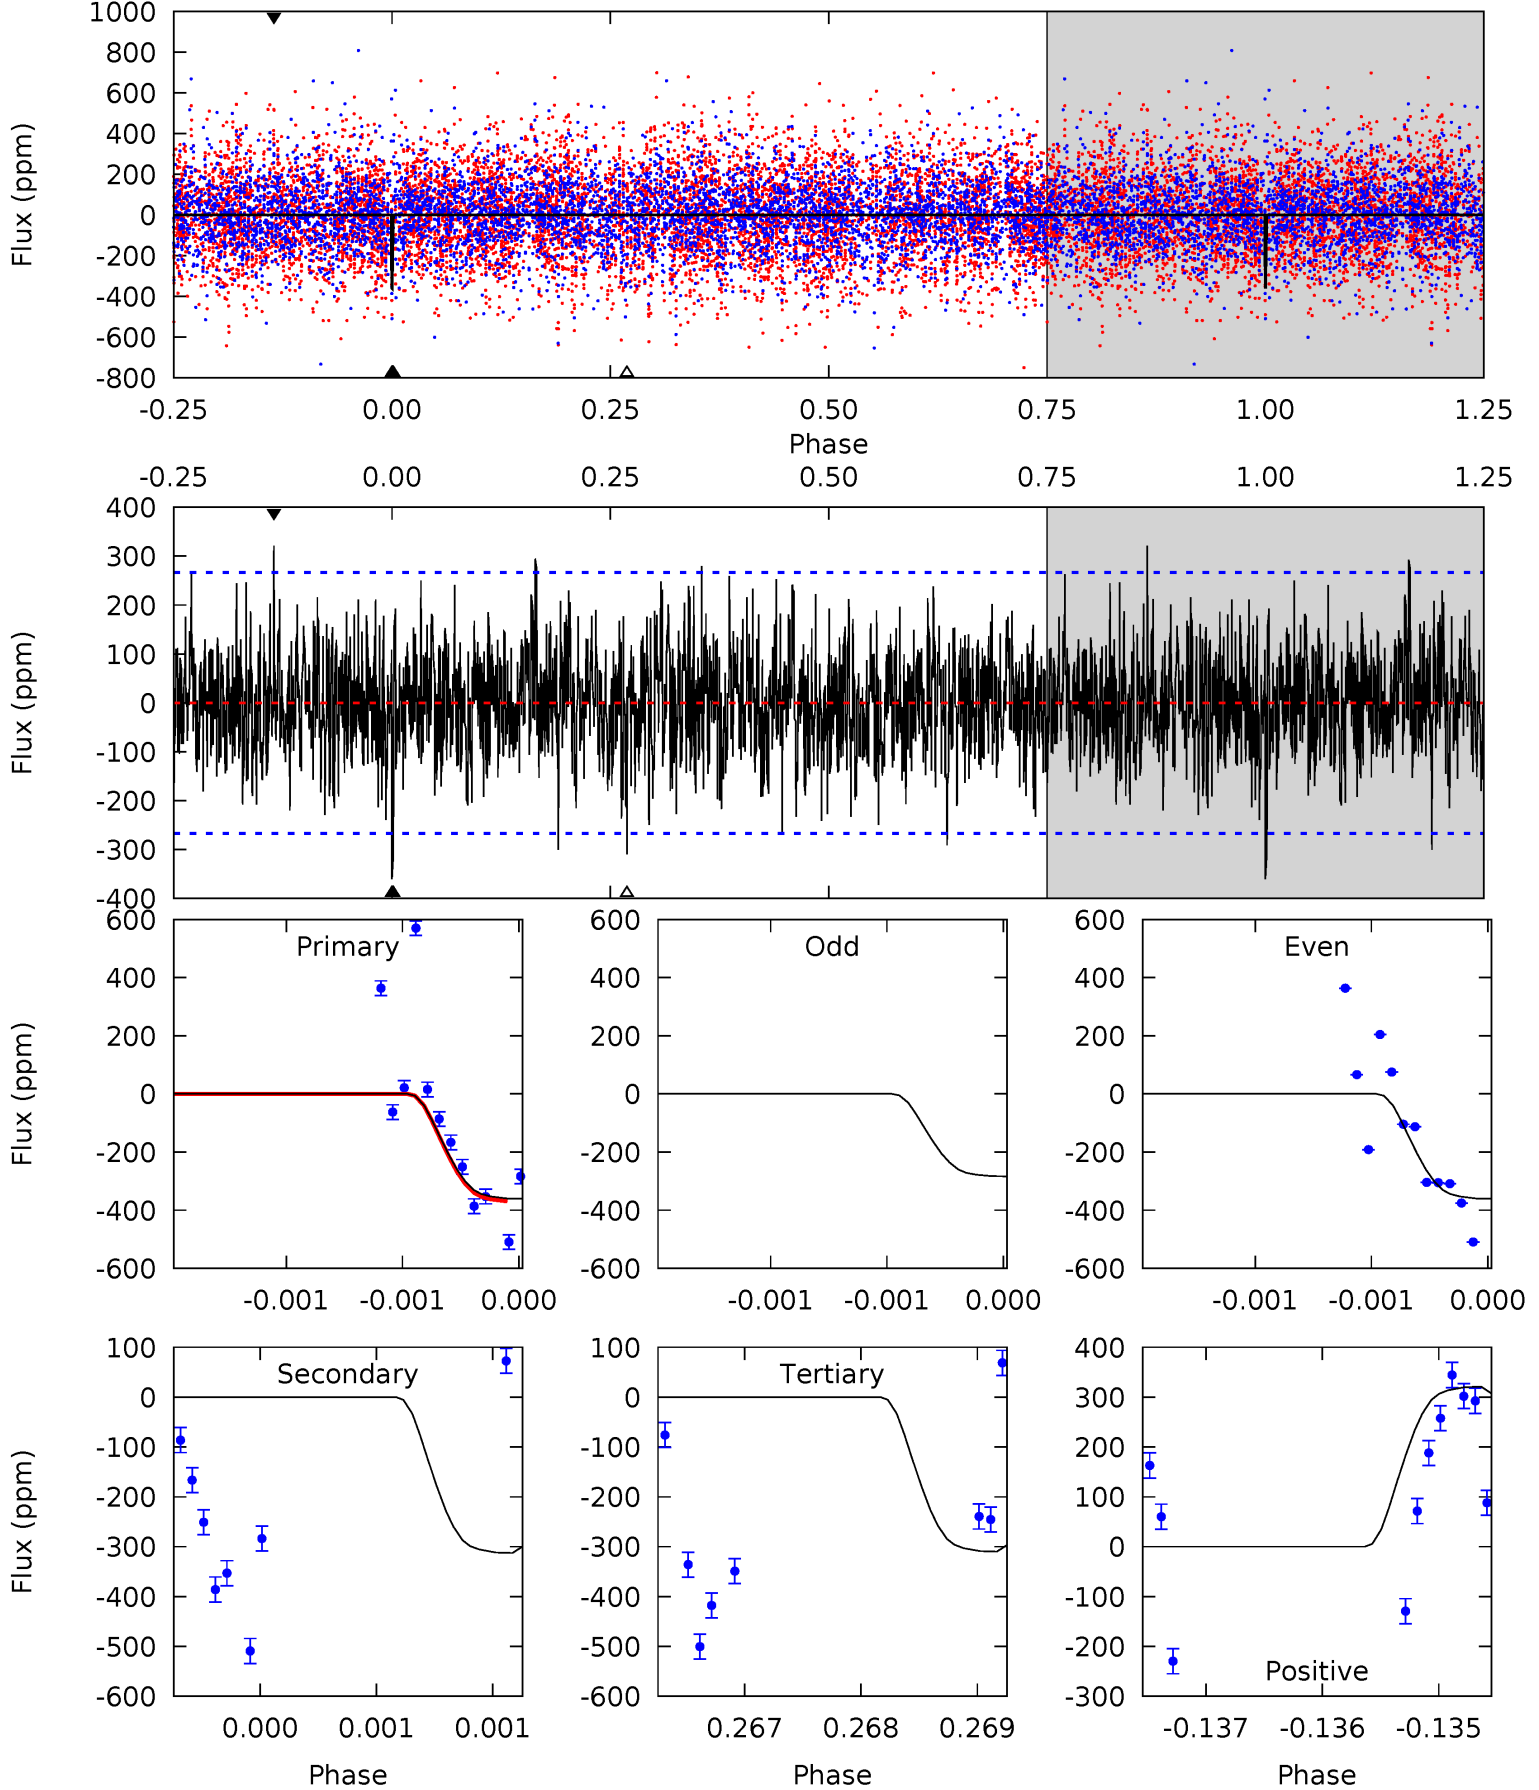 1000
800
600
400
200
0
-200
-400
-600
-800
Flux (ppm)
-0.25 0.00 0.25 0.50 0.75 1.00 1.25
Phase
-0.25 0.00 0.25 0.50 0.75 1.00 1.25
400
300
200
100
0
-100
-200
-300
-400
Flux (ppm)
Primary Odd Even
600 600 600
400 400 400
200 200 200
0 0 0
-200 -200 -200
-400 -400 -400
-600 -600 -600
Flux (ppm)
-0.001 -0.001 0.000 -0.001 -0.001 0.000 -0.001 -0.001 0.000
Secondary Tertiary Positive
100 100 400
0 0 300
-100 -100 200
-200 -200 100
-300 -300 0
-400 -400 -100
-500 -500 -200
-600 -600 -300
Flux (ppm)
0.000 0.001 0.001 0.267 0.268 0.269 -0.137 -0.136 -0.135
Phase Phase Phase